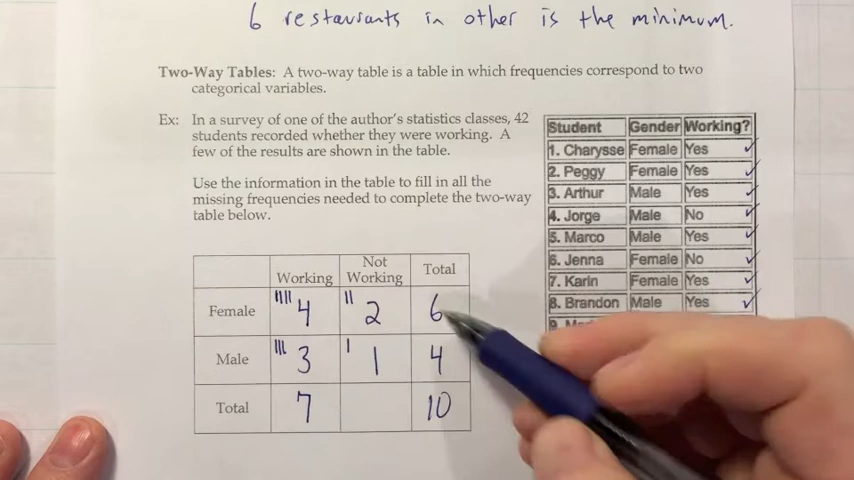 6 restaurants in other is the minimum.
Two-Way Tables: A two-way table is a table in which frequencies correspond to two
categorical variables.
Ex: In a survey of one of the author's statistics classes, 42
students recorded whether they were working. A
few of the results are shown in the table.
Use the information in the table to fill in all the
missing frequencies needed to complete the two-way
table below.
Student Gender Working?
1. Charysse Female Yes
2. Peggy Female Yes
3. Arthur Male Yes
4. Jorge Male No
5. Marco Male Yes
6. Jenna Female No
7. Karin Female Yes
8. Brandon Male Yes
9.
Working Not Working Total
Female 4 2 6
Male 3 1 4
Total 7 10